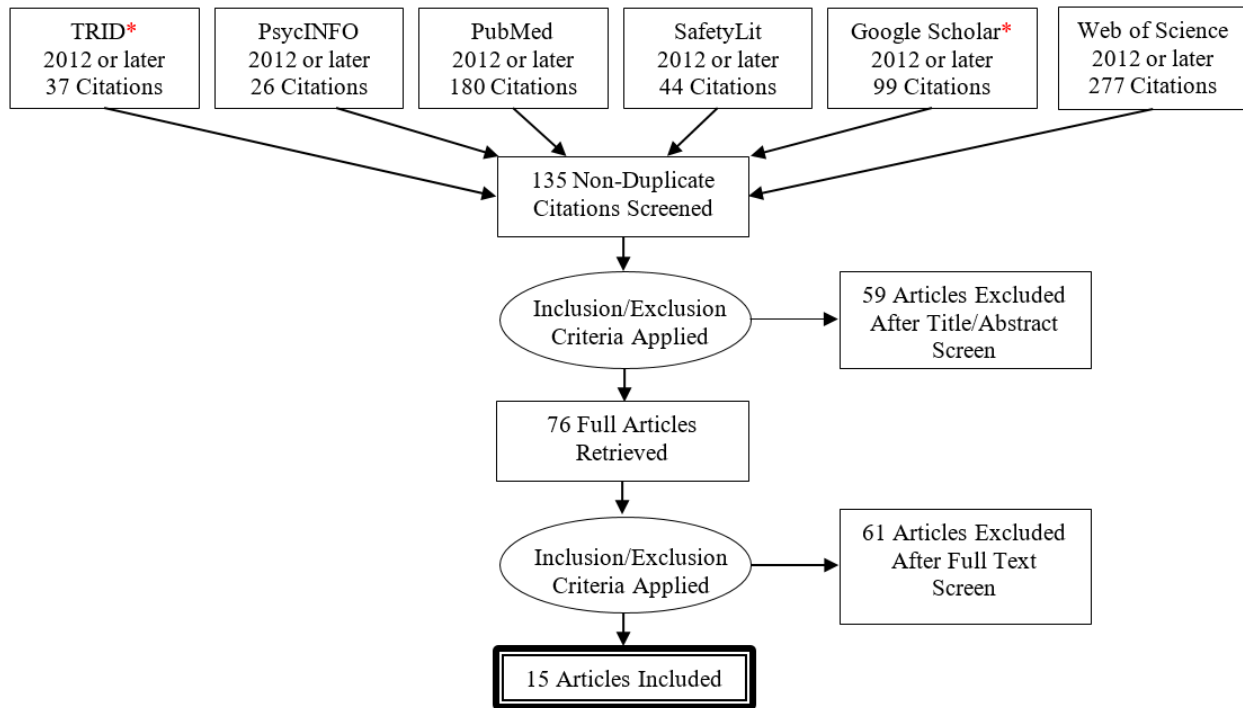 TRID*
2012 or later
37 Citations
PsycINFO
2012 or later
26 Citations
PubMed
2012 or later
180 Citations
SafetyLit
2012 or later
44 Citations
Google Scholar*
2012 or later
99 Citations
Web of Science
2012 or later
277 Citations
135 Non-Duplicate
Citations Screened
Inclusion/Exclusion
Criteria Applied
59 Articles Excluded
After Title/Abstract
Screen
76 Full Articles
Retrieved
Inclusion/Exclusion
Criteria Applied
61 Articles Excluded
After Full Text
Screen
15 Articles Included